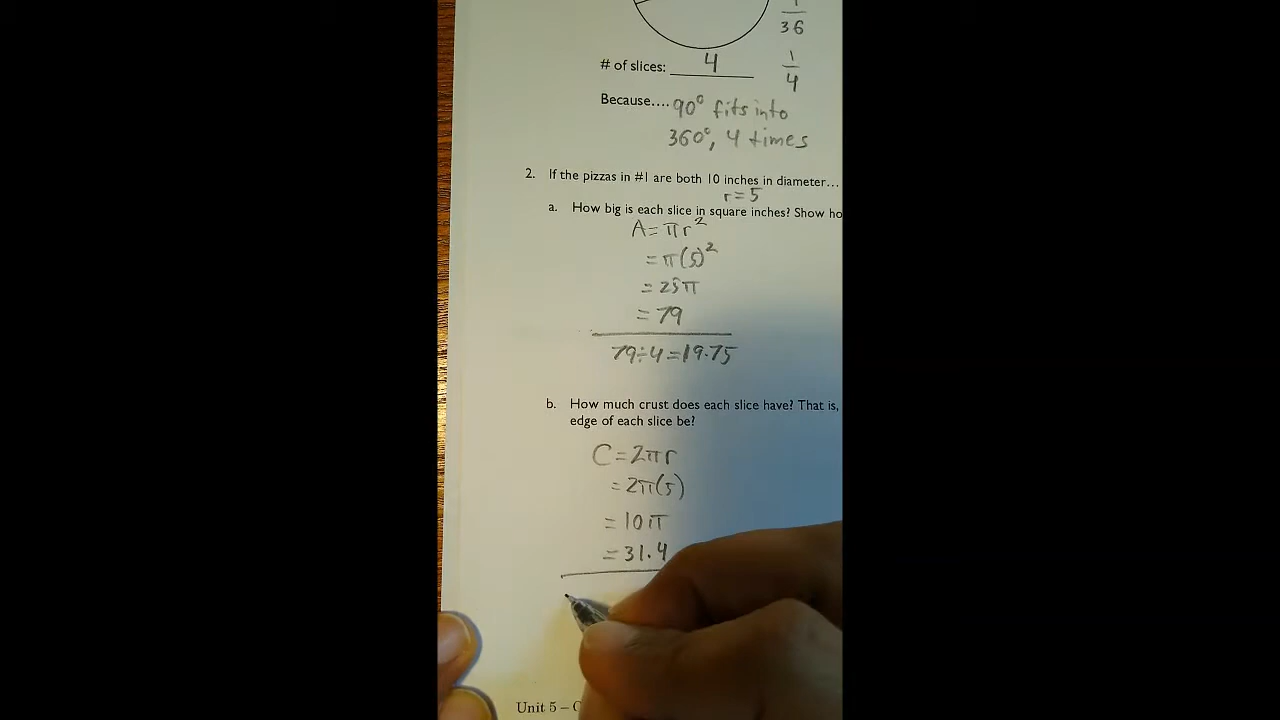 36
# of slices: 4
1
4
Because.... 90° fits into
360°, 4 times
2. If the pizzas in #1 are both 10 inches in diameter...
r=5
a. How big is each slice in square inches? Show
A=πr²
=π(5)²
=25π
=79
79÷4=19.75
b. How much crust does each slice have? That is,
edge of each slice be?
C=2πr
=2π(5)
=10π
=31.4
Unit 5 –